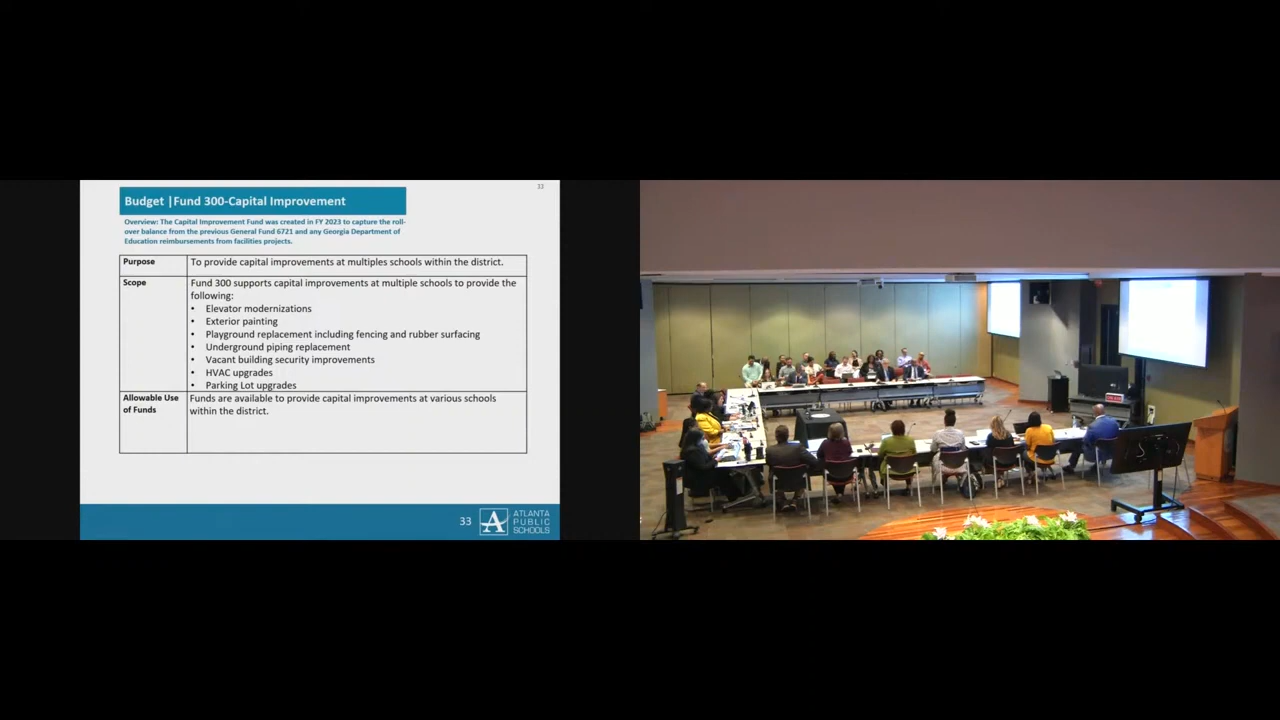 33
Budget |Fund 300-Capital Improvement
Overview: The Capital Improvement Fund was created in FY 2023 to capture the roll-
over balance from the previous General Fund 6721 and any Georgia Department of
Education reimbursements from facilities projects.
Purpose
To provide capital improvements at multiples schools within the district.
Scope
Fund 300 supports capital improvements at multiple schools to provide the
following:
• Elevator modernizations
• Exterior painting
• Playground replacement including fencing and rubber surfacing
• Underground piping replacement
• Vacant building security improvements
• HVAC upgrades
• Parking Lot upgrades
Allowable Use
of Funds
Funds are available to provide capital improvements at various schools
within the district.
33
ATLANTA
PUBLIC
SCHOOLS